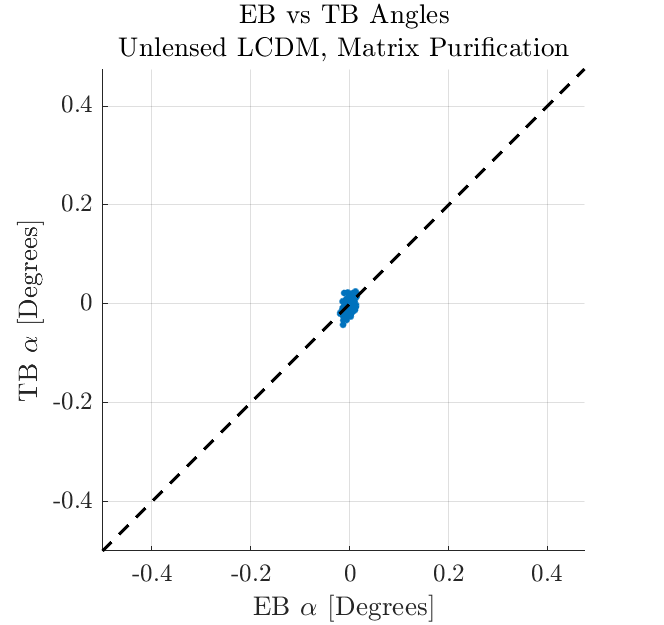 EB vs TB Angles
Unlensed LCDM, Matrix Purification
TB α [Degrees]
0.4
0.2
0
-0.2
-0.4
-0.4 -0.2 0 0.2 0.4
EB α [Degrees]